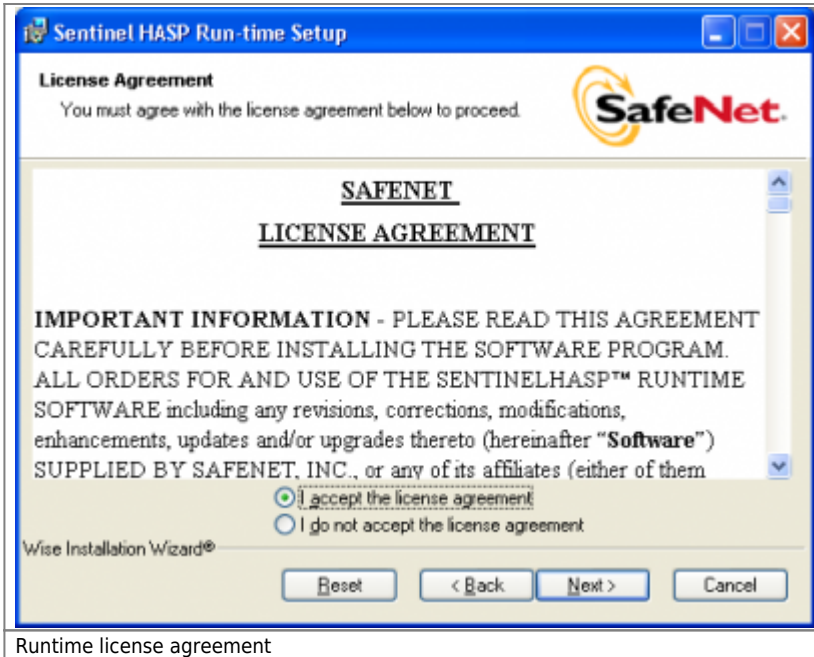 Sentinel HASP Run-time Setup
License Agreement
You must agree with the license agreement below to proceed.
SafeNet.
SAFENET
LICENSE AGREEMENT
IMPORTANT INFORMATION - PLEASE READ THIS AGREEMENT
CAREFULLY BEFORE INSTALLING THE SOFTWARE PROGRAM.
ALL ORDERS FOR AND USE OF THE SENTINELHASP™ RUNTIME
SOFTWARE including any revisions, corrections, modifications,
enhancements, updates and/or upgrades thereto (hereinafter “Software”)
SUPPLIED BY SAFENET, INC., or any of its affiliates (either of them
I accept the license agreement
I do not accept the license agreement
Wise Installation Wizard®
Reset
< Back
Next >
Cancel
Runtime license agreement